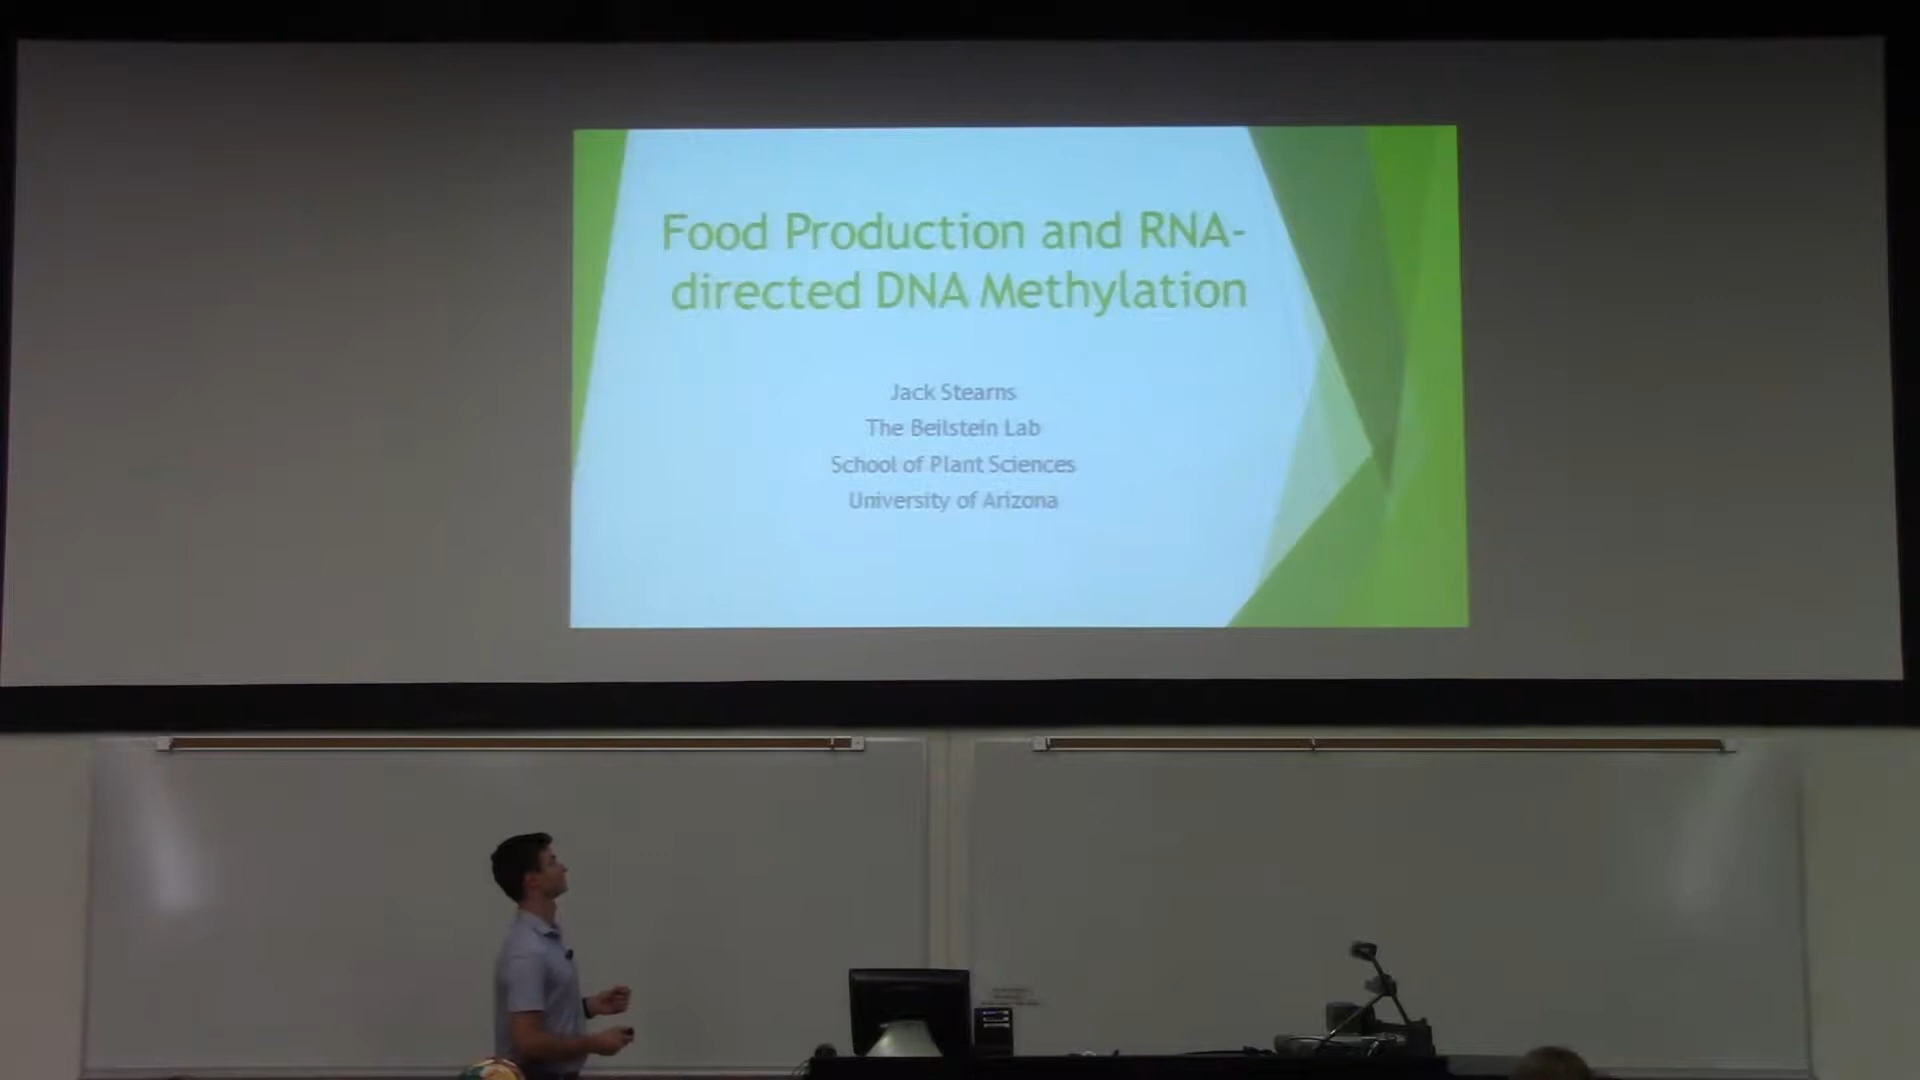 Food Production and RNA-
directed DNA Methylation
Jack Stearns
The Beilstein Lab
School of Plant Sciences
University of Arizona